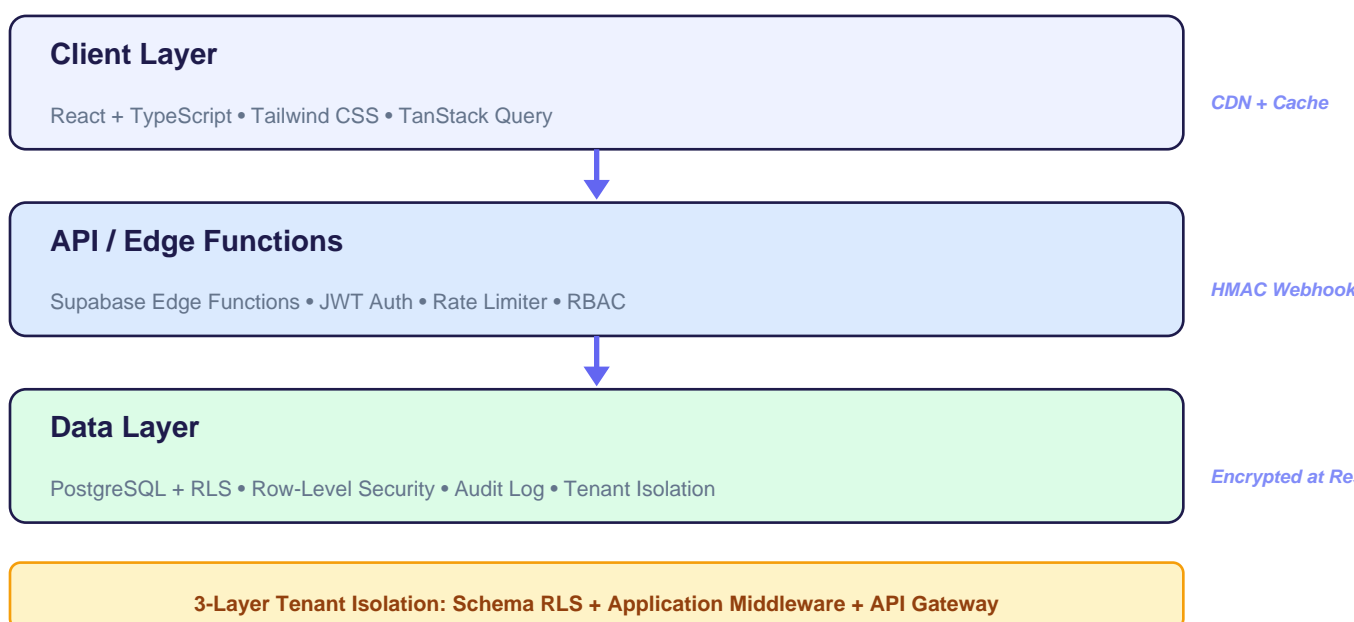 Client Layer
React + TypeScript • Tailwind CSS • TanStack Query
CDN + Cache
API / Edge Functions
Supabase Edge Functions • JWT Auth • Rate Limiter • RBAC
HMAC Webhook
Data Layer
PostgreSQL + RLS • Row-Level Security • Audit Log • Tenant Isolation
Encrypted at Re
3-Layer Tenant Isolation: Schema RLS + Application Middleware + API Gateway